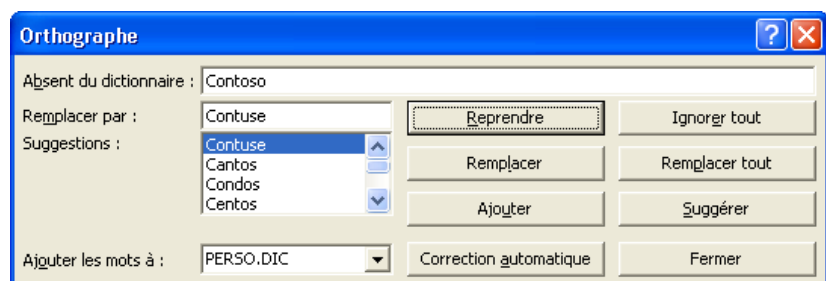 Orthographe
Absent du dictionnaire : Contoso
Remplacer par : Contuse Reprendre Ignorer tout
Suggestions : Contuse
Cantos Remplacer Remplacer tout
Condos
Centos Ajouter Suggérer
Ajouter les mots à : PERSO.DIC Correction automatique Fermer